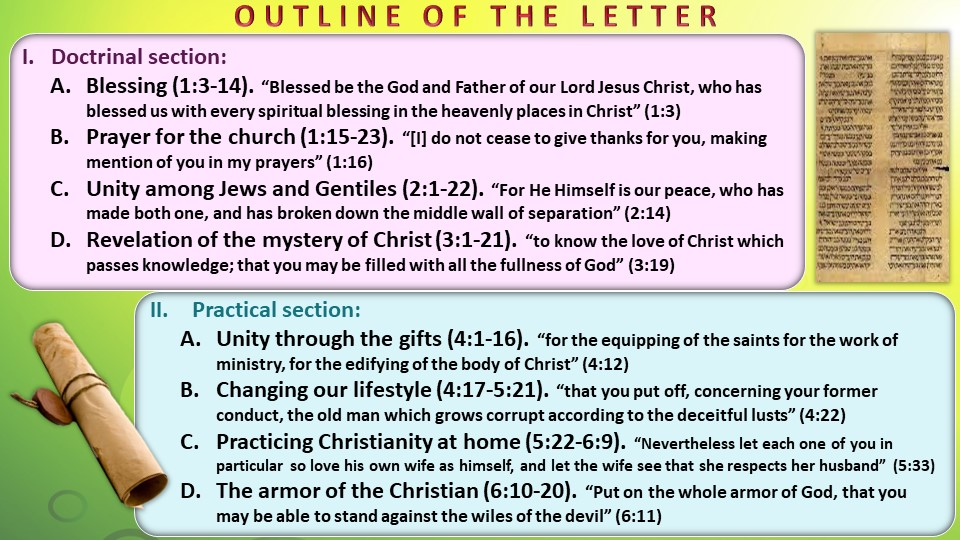 OUTLINE OF THE LETTER
I. Doctrinal section:
A. Blessing (1:3-14). “Blessed be the God and Father of our Lord Jesus Christ, who has
blessed us with every spiritual blessing in the heavenly places in Christ” (1:3)
B. Prayer for the church (1:15-23). “[I] do not cease to give thanks for you, making
mention of you in my prayers” (1:16)
C. Unity among Jews and Gentiles (2:1-22). “For He Himself is our peace, who has
made both one, and has broken down the middle wall of separation” (2:14)
D. Revelation of the mystery of Christ (3:1-21). “to know the love of Christ which
passes knowledge; that you may be filled with all the fullness of God” (3:19)
II. Practical section:
A. Unity through the gifts (4:1-16). “for the equipping of the saints for the work of
ministry, for the edifying of the body of Christ” (4:12)
B. Changing our lifestyle (4:17-5:21). “that you put off, concerning your former
conduct, the old man which grows corrupt according to the deceitful lusts” (4:22)
C. Practicing Christianity at home (5:22-6:9). “Nevertheless let each one of you in
particular so love his own wife as himself, and let the wife see that she respects her husband” (5:33)
D. The armor of the Christian (6:10-20). “Put on the whole armor of God, that you
may be able to stand against the wiles of the devil” (6:11)